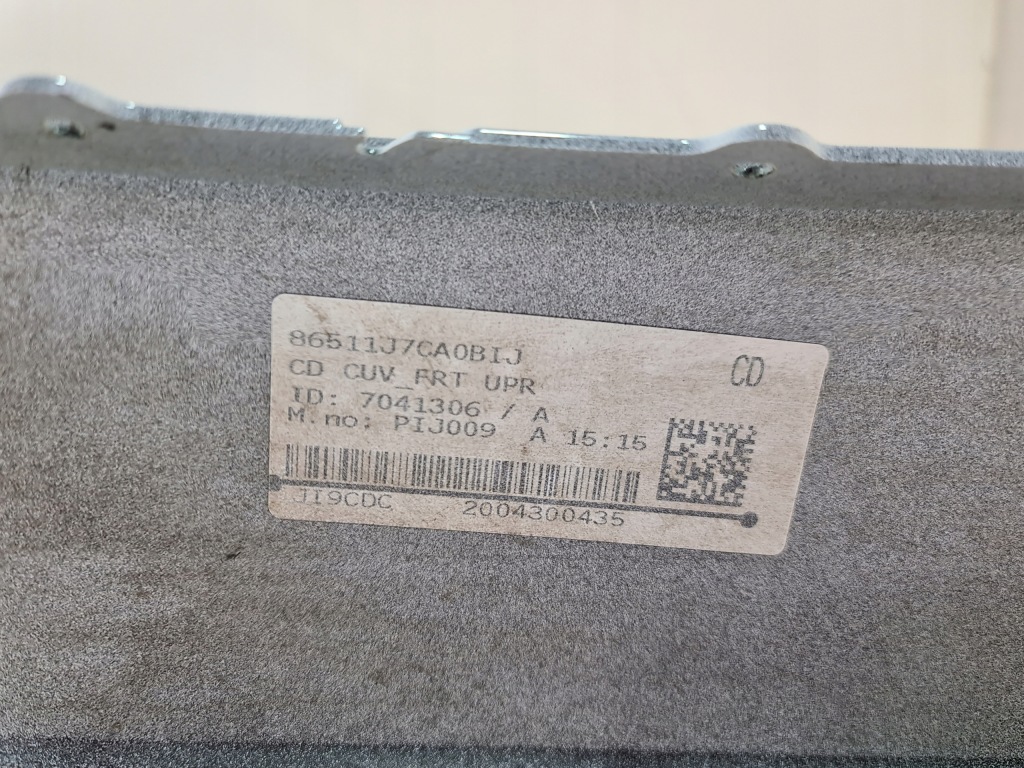 86511J7CA0BIJ
CD
CD CUV_FRT UPR
ID: 7041306 / A
M.no: PIJ009 A 15:15
JI9CDC 2004300435